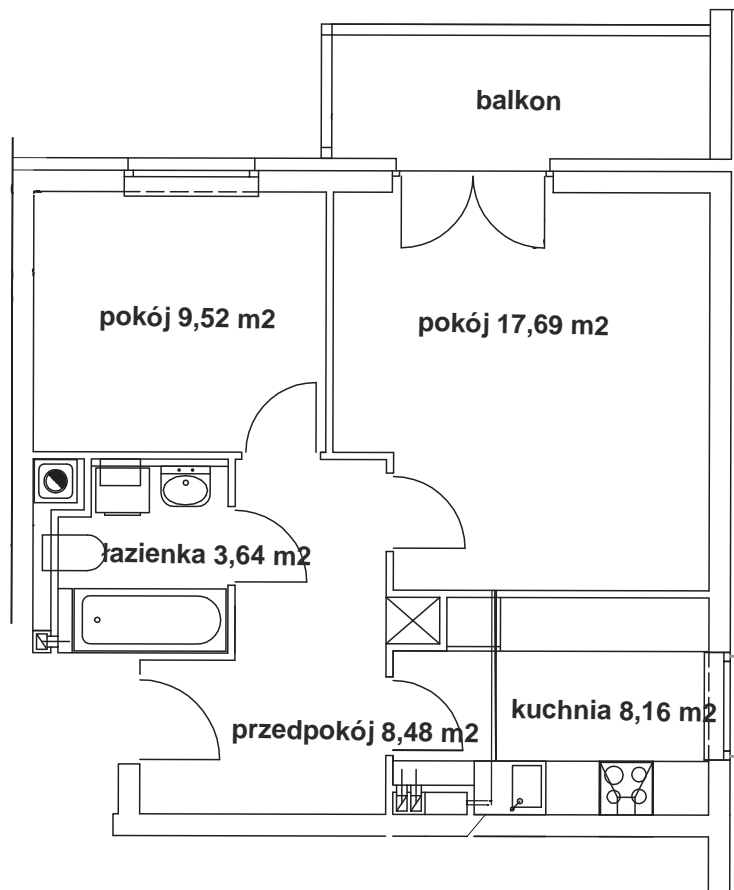 balkon
pokój 9,52 m2
pokój 17,69 m2
łazienka 3,64 m2
kuchnia 8,16 m2
przedpokój 8,48 m2